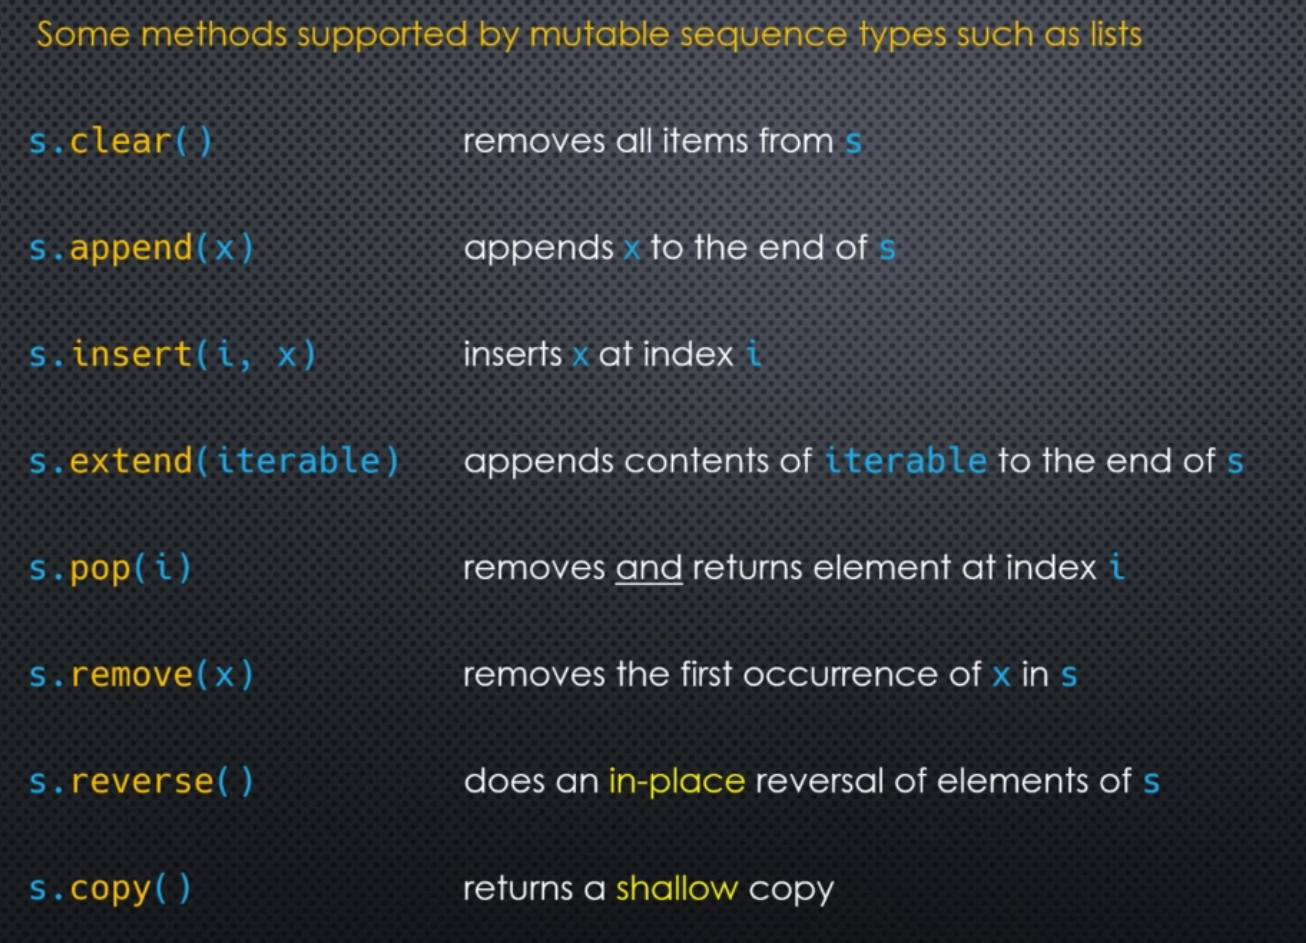 Some methods supported by mutable sequence types such as lists
s.clear() removes all items from s
s.append(x) appends x to the end of s
s.insert(i, x) inserts x at index i
s.extend(iterable) appends contents of iterable to the end of s
s.pop(i) removes and returns element at index i
s.remove(x) removes the first occurrence of x in s
s.reverse() does an in-place reversal of elements of s
s.copy() returns a shallow copy